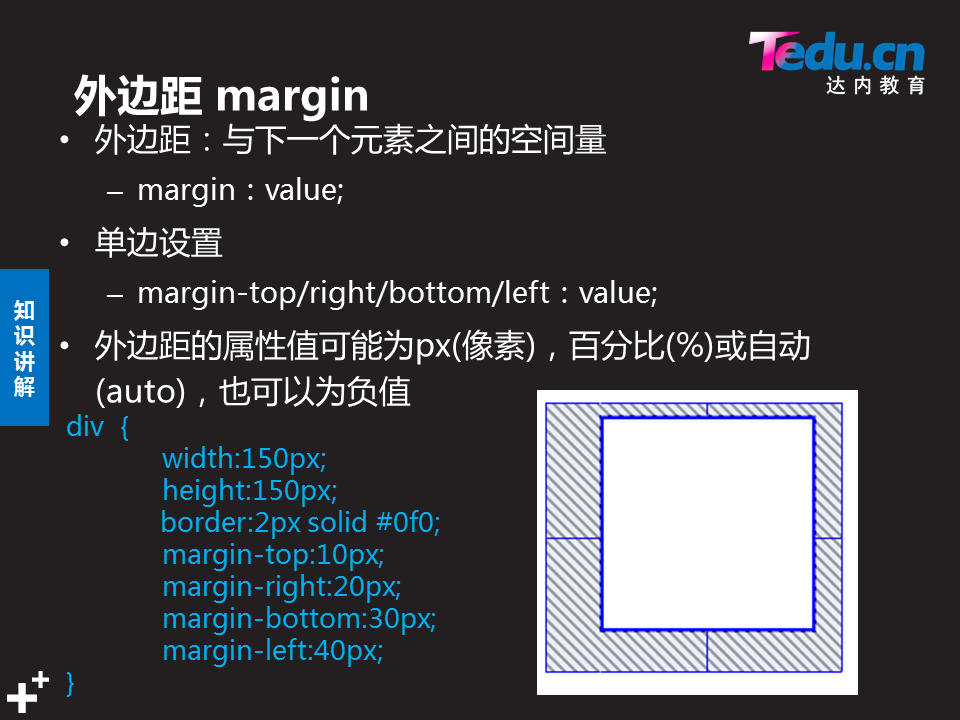 Tedu.cn
达内教育
外边距 margin
• 外边距：与下一个元素之间的空间量
– margin：value;
• 单边设置
– margin-top/right/bottom/left：value;
• 外边距的属性值可能为px(像素)，百分比(%)或自动
(auto)，也可以为负值
知
识
讲
解
div {
width:150px;
height:150px;
border:2px solid #0f0;
margin-top:10px;
margin-right:20px;
margin-bottom:30px;
margin-left:40px;
}